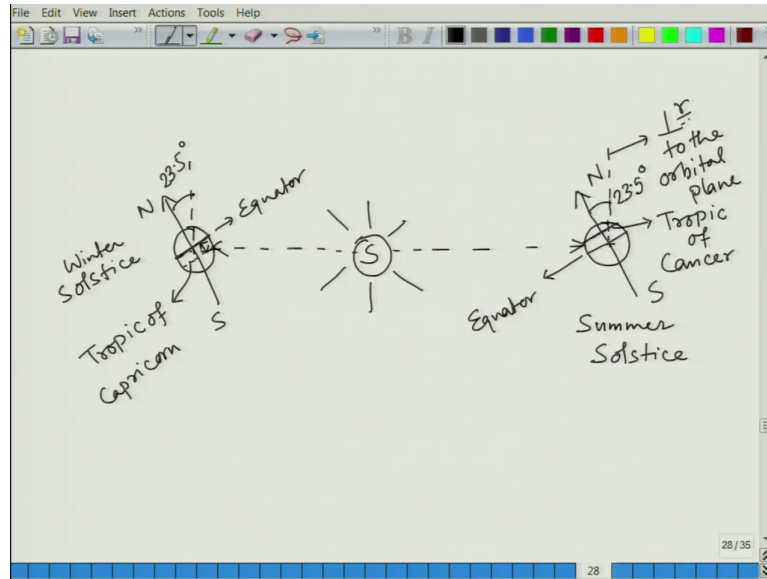 File Edit View Insert Actions Tools Help
B I
N
23.5°
Equator
Winter
Solstice
Tropic of
Capricorn
S
S
N
23.5°
⊥r
to the
orbital
plane
Tropic
of
Cancer
Equator
S
Summer
Solstice
28/35
28